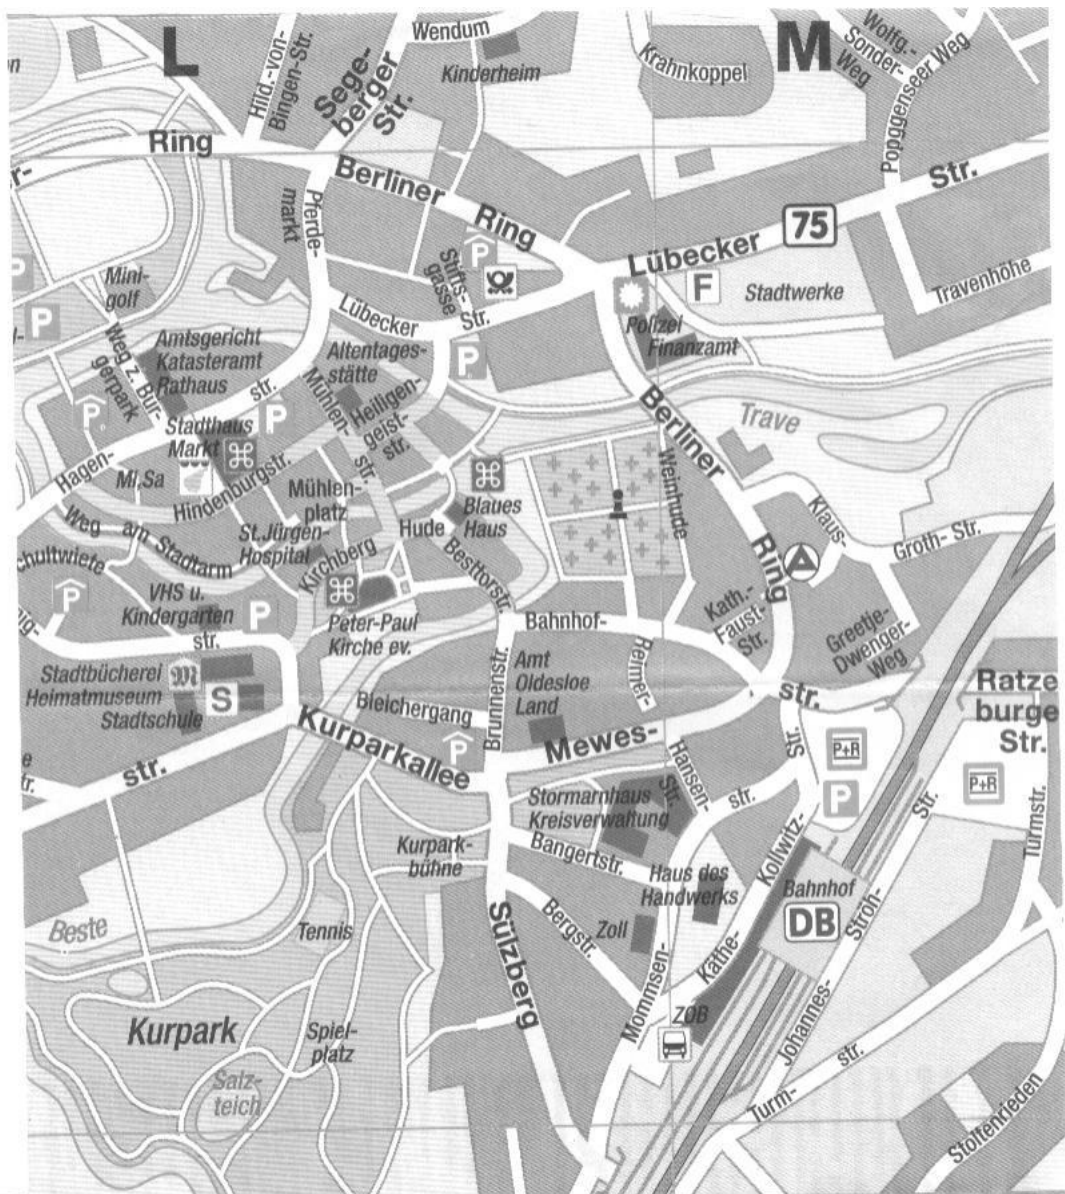 L
M
Wendum
Kinderheim
Hild.-von-
Bingen-Str.
Sege-
berger
Str.
Krahnkoppel
Wolfg.-
Sonder-
Weg
Poggenseer Weg
Ring
Berliner Ring
Pferde-
markt
Str.
75
Lübecker
F
Stadtwerke
Travenhöhe
Mini-
golf
P
P
P
Stifts-
gasse
Lübecker
Str.
Polizei
Finanzamt
Amtsgericht
Katasteramt
Rathaus
Altentages-
stätte
P
Weg z. Bür-
gerpark
str.
Mühlen-
str.
Heiligen-
geist-
str.
P
P
Stadthaus
Markt
Mi,Sa
Hagen-
Hindenburgstr.
Mühlen-
platz
Berliner
Trave
Weinhude
Blaues
Haus
Hude
Weg am Stadtarm
St.Jürgen-
Hospital
Kirchberg
Besttorstr.
Ring
Klaus-
Groth-Str.
chultwiete
P
VHS u.
Kindergarten
P
str.
Peter-Paul
Kirche ev.
Bahnhof-
Kath.-
Faust-
Str.
Greetje-
Dwenger-
Weg
Stadtbücherei
Heimatmuseum
Stadtschule
S
Amt
Oldesloe
Land
Reimer-
str.
Ratze
burge
Str.
Bleichergang
Brunnenstr.
Kurparkallee
P
Mewes-
Hansen-
Str.
str.
Str.
P+R
P
P+R
Stormarnhaus
Kreisverwaltung
Bangertstr.
Kurpark-
bühne
Haus des
Handwerks
Kollwitz-
Str.
Turmstr.
Bahnhof
DB
Stroh-
Beste
Tennis
Sülzberg
Bergstr.
Zoll
Mommsen-
Käthe-
ZOB
Johannes-
Kurpark
Spiel-
platz
Salz-
teich
Turm-
str.
Stoltenrieden